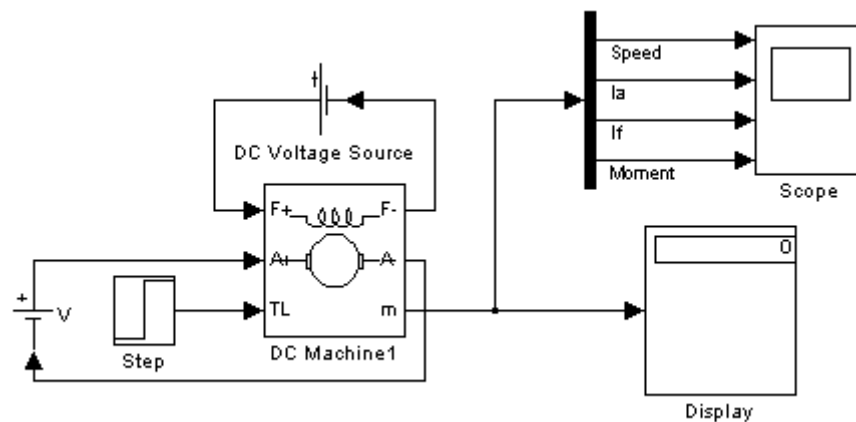 Speed
Ia
If
Moment
Scope
DC Voltage Source
F+ F-
A+ A-
TL m
DC Machine1
+
V
Step
0
Display